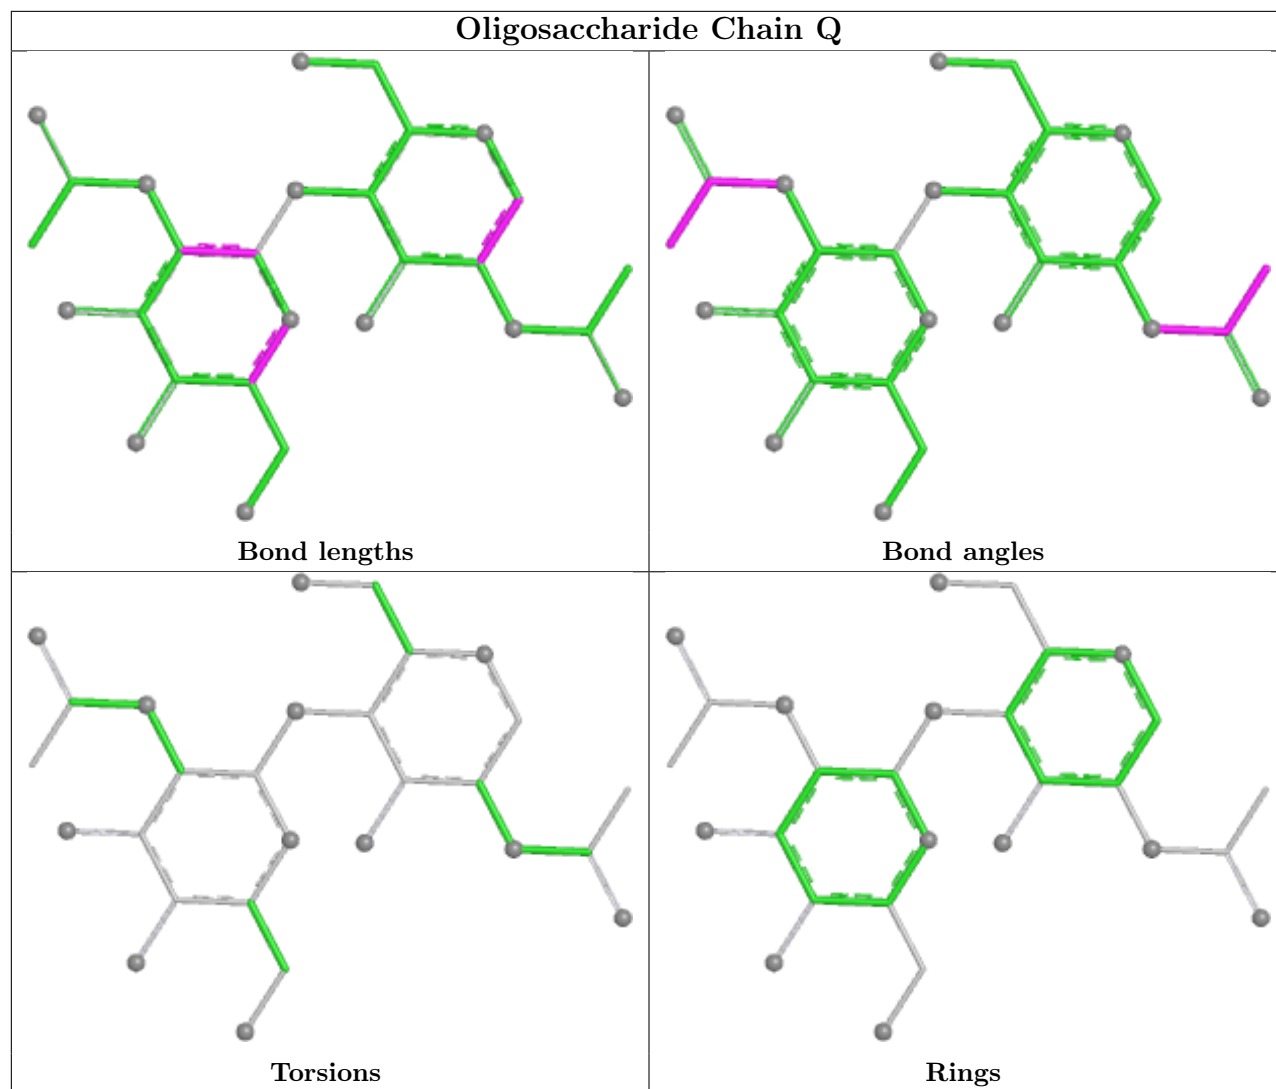 Oligosaccharide Chain Q
Bond lengths
Bond angles
Torsions
Rings